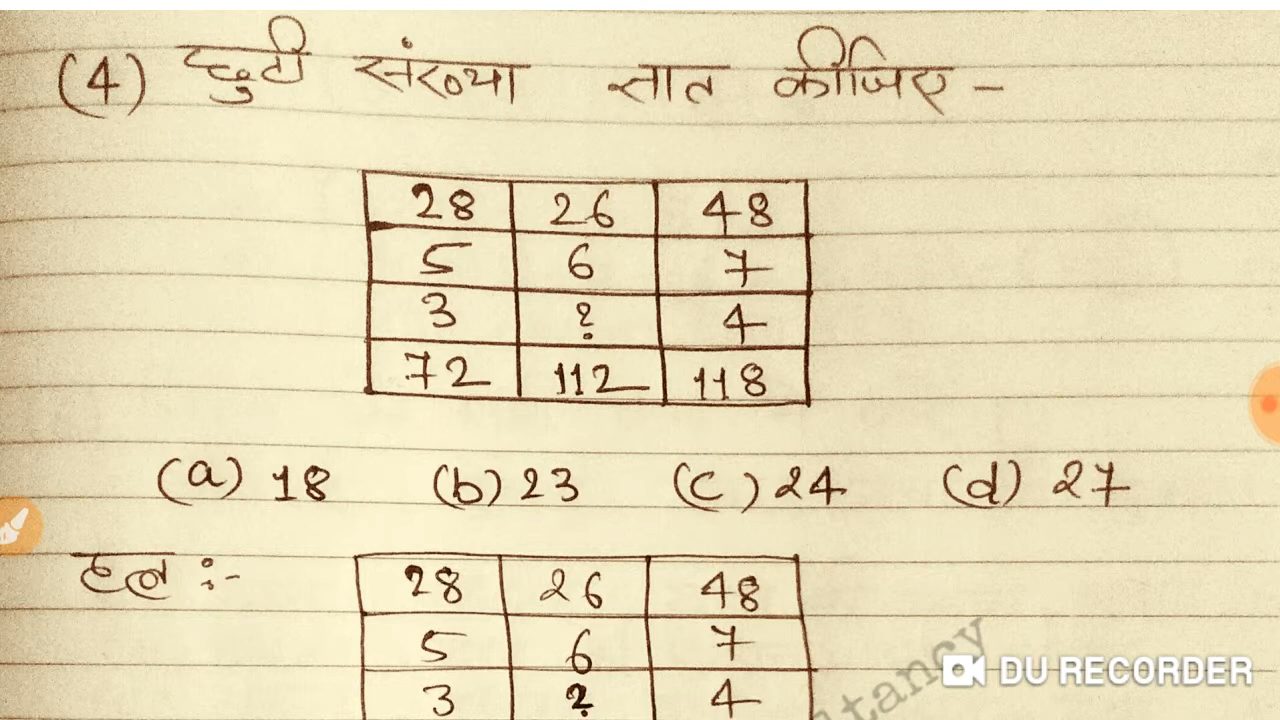 (4) छुटी संख्या ज्ञात कीजिए -
28 26 48
5 6 7
3 ? 4
72 112 118
(a) 18 (b) 23 (c) 24 (d) 27
हल :-
28 26 48
5 6 7
3 ? 4
DU RECORDER